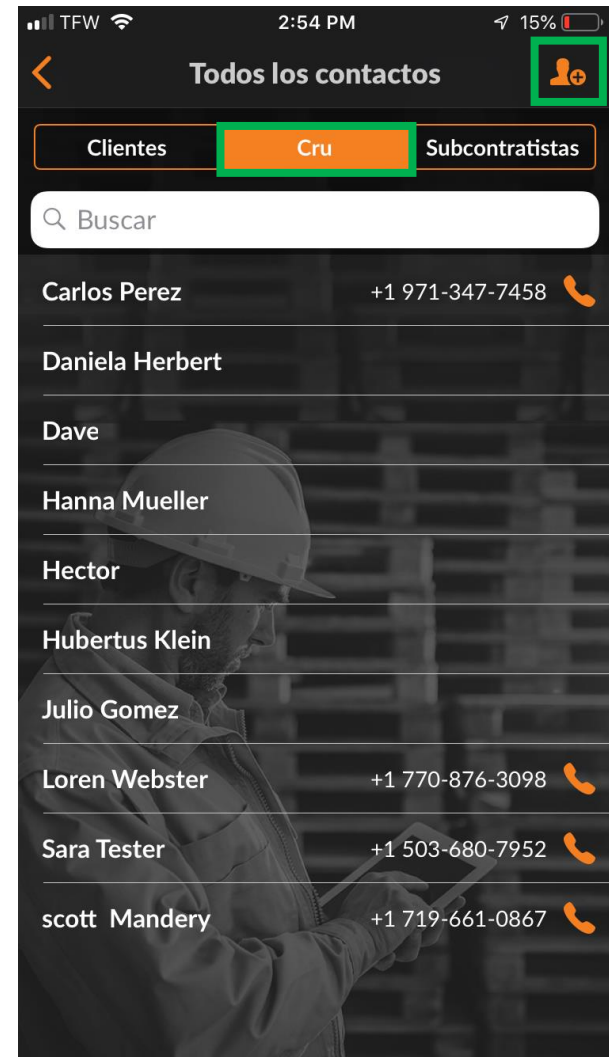 TFW 2:54 PM 15%
Todos los contactos
Clientes Cru Subcontratistas
Buscar
Carlos Perez +1 971-347-7458
Daniela Herbert
Dave
Hanna Mueller
Hector
Hubertus Klein
Julio Gomez
Loren Webster +1 770-876-3098
Sara Tester +1 503-680-7952
scott  Mandery +1 719-661-0867